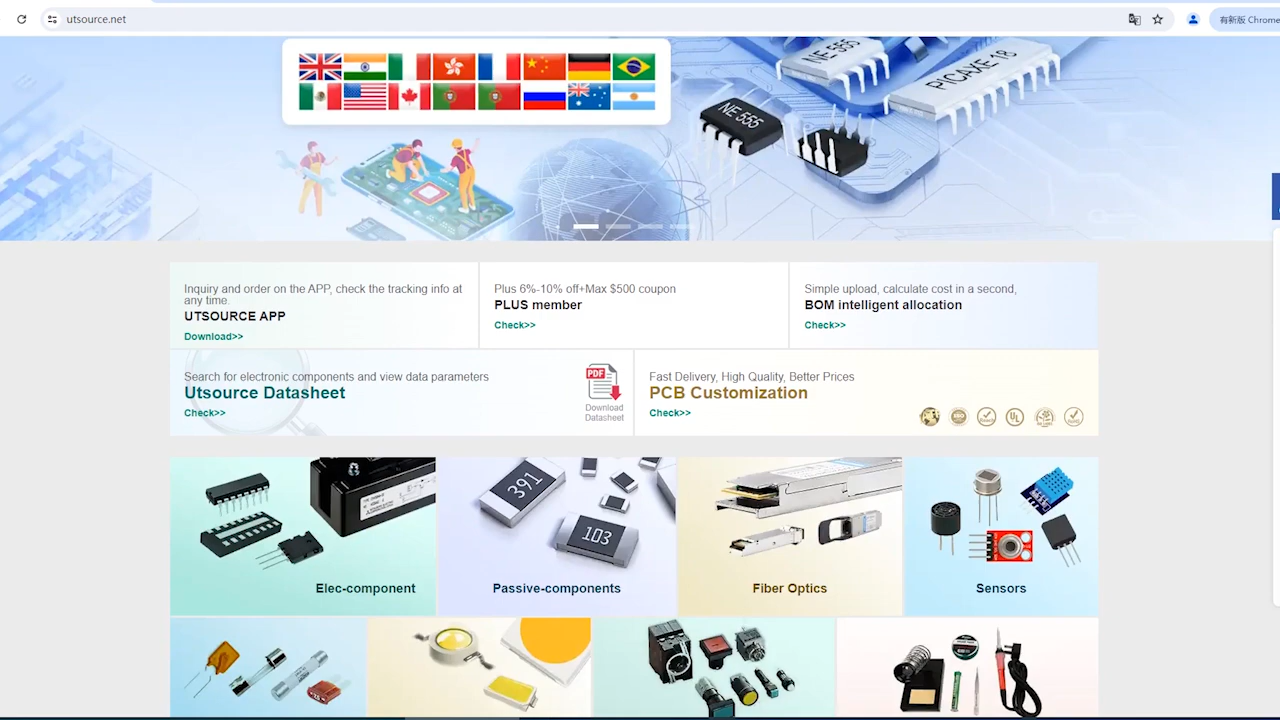 utsource.net
有新版 Chrome
NE 555
PICAXE-18
NE 555
Inquiry and order on the APP, check the tracking info at
any time.
UTSOURCE APP
Download>>
Plus 6%-10% off+Max $500 coupon
PLUS member
Check>>
Simple upload, calculate cost in a second,
BOM intelligent allocation
Check>>
Search for electronic components and view data parameters
Utsource Datasheet
Check>>
PDF
Download
Datasheet
Fast Delivery, High Quality, Better Prices
PCB Customization
Check>>
UL
391
103
Elec-component
Passive-components
Fiber Optics
Sensors